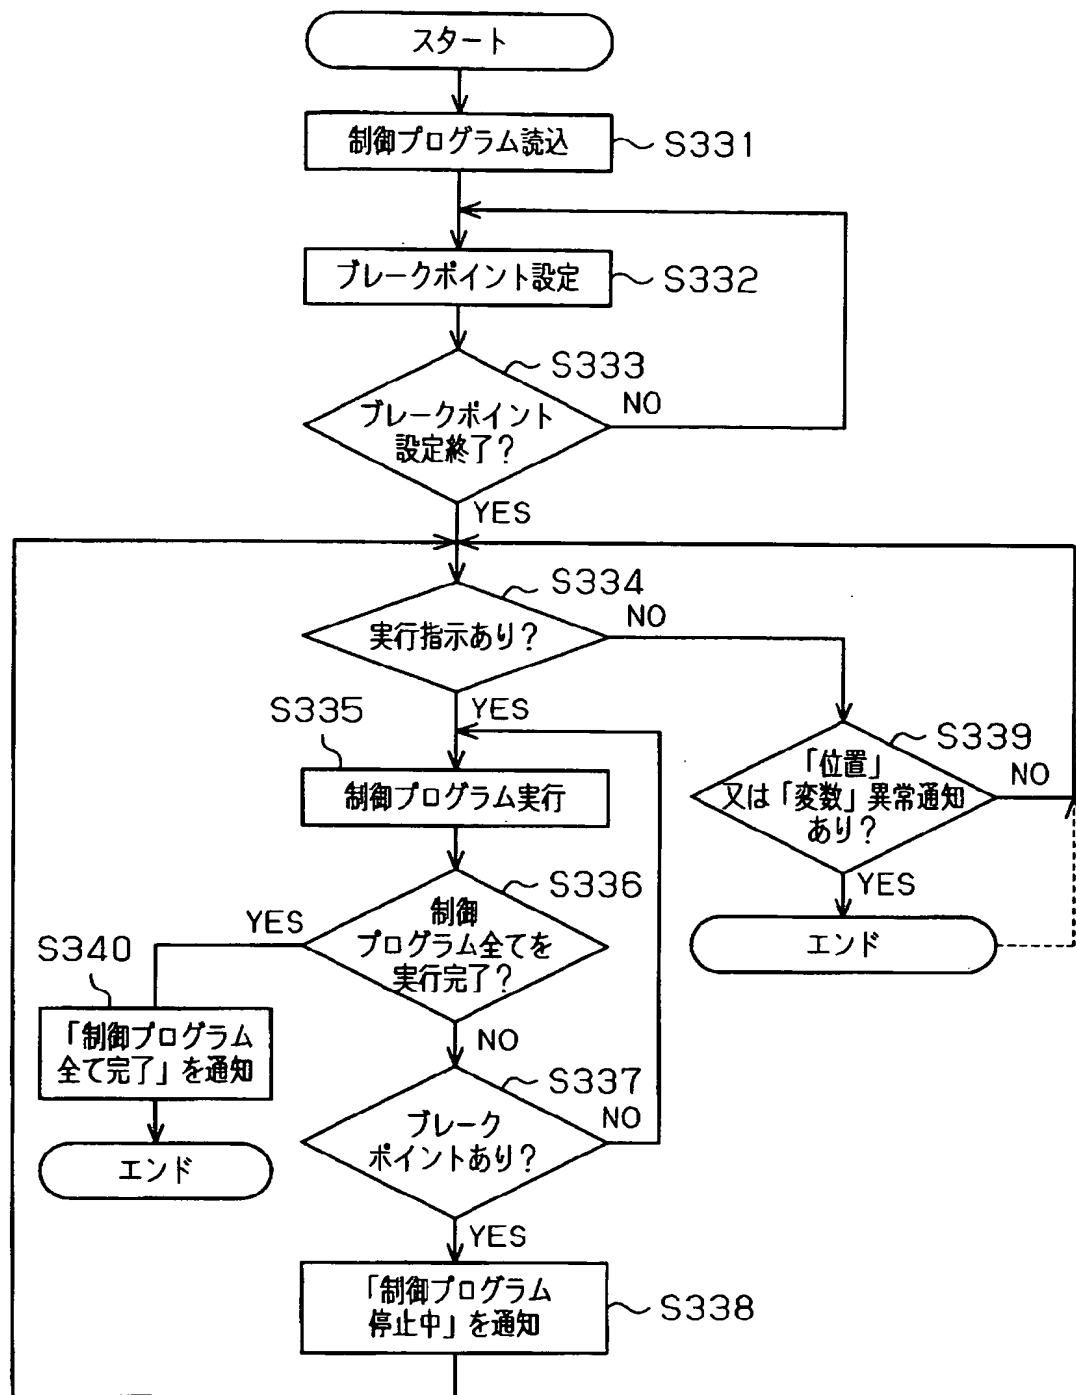 スタート
制御プログラム読込
S331
ブレークポイント設定
S332
S333
ブレークポイント
設定終了?
NO
YES
S334
実行指示あり?
NO
YES
S335
制御プログラム実行
S339
「位置」
又は「変数」異常通知
あり?
NO
YES
エンド
S336
制御
プログラム全てを
実行完了?
YES
NO
S340
「制御プログラム
全て完了」を通知
エンド
S337
ブレーク
ポイントあり?
NO
YES
「制御プログラム
停止中」を通知
S338